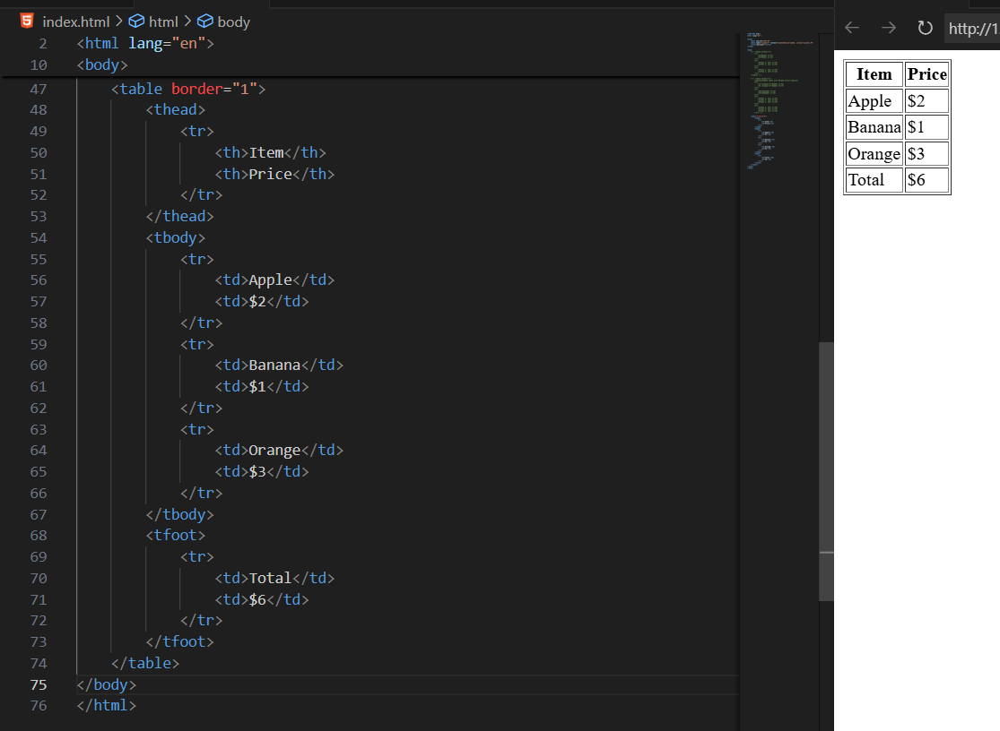 index.html > html > body
2 <html lang="en">
10 <body>
47 <table border="1">
48 <thead>
49 <tr>
50 <th>Item</th>
51 <th>Price</th>
52 </tr>
53 </thead>
54 <tbody>
55 <tr>
56 <td>Apple</td>
57 <td>$2</td>
58 </tr>
59 <tr>
60 <td>Banana</td>
61 <td>$1</td>
62 </tr>
63 <tr>
64 <td>Orange</td>
65 <td>$3</td>
66 </tr>
67 </tbody>
68 <tfoot>
69 <tr>
70 <td>Total</td>
71 <td>$6</td>
72 </tr>
73 </tfoot>
74 </table>
75 </body>
76 </html>
http://1
Item Price
Apple $2
Banana $1
Orange $3
Total $6